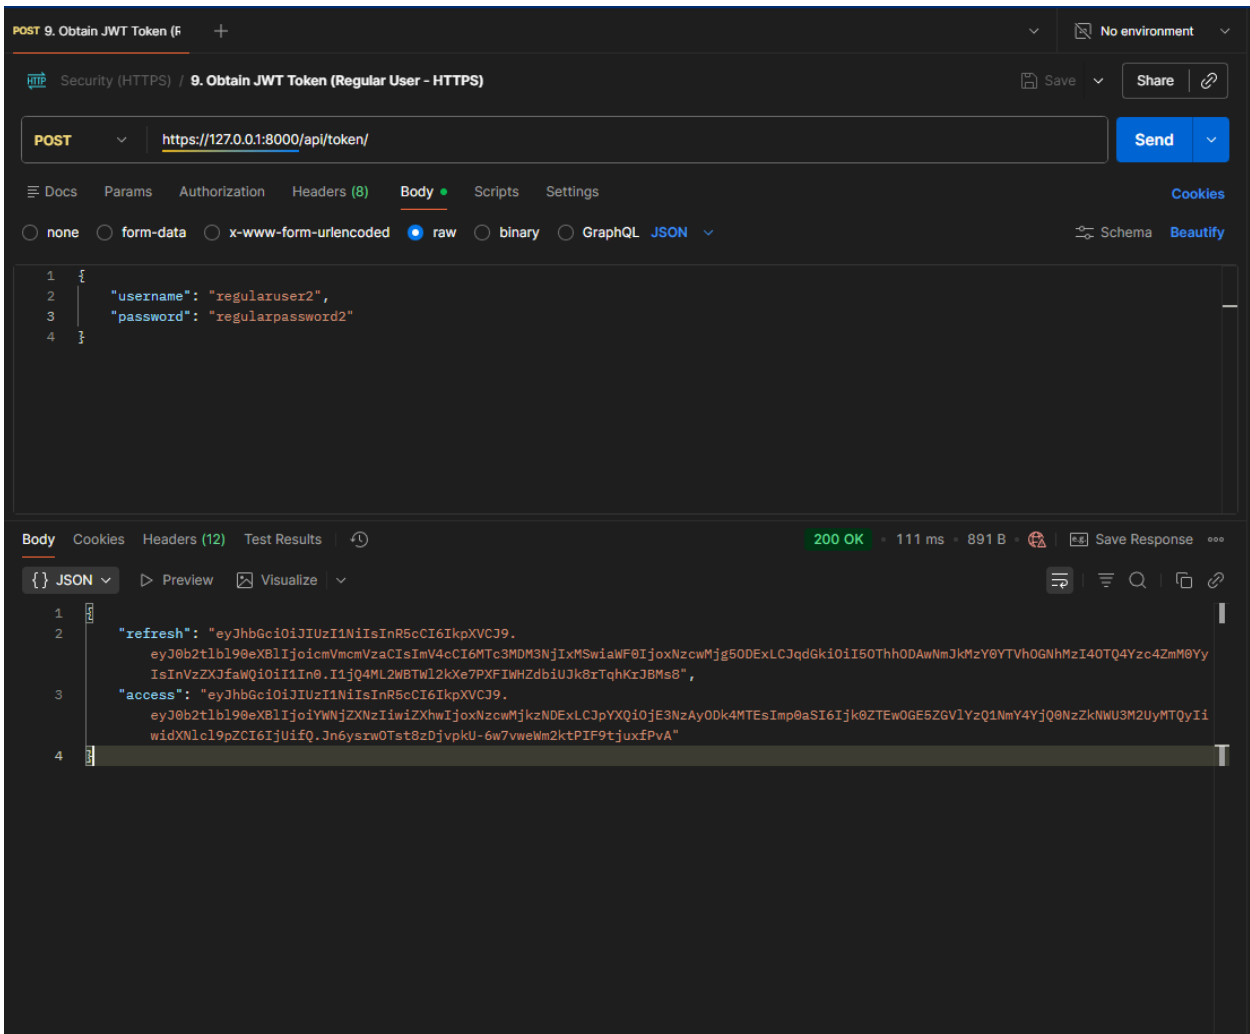 POST 9. Obtain JWT Token (R
No environment
HTTP Security (HTTPS) / 9. Obtain JWT Token (Regular User - HTTPS)
Save Share
POST https://127.0.0.1:8000/api/token/ Send
Docs Params Authorization Headers (8) Body Scripts Settings Cookies
none form-data x-www-form-urlencoded raw binary GraphQL JSON Schema Beautify
1 {
2 "username": "regularuser2",
3 "password": "regularpassword2"
4 }
Body Cookies Headers (12) Test Results 200 OK 111 ms 891 B e.g. Save Response
{} JSON Preview Visualize
1 {
2 "refresh": "eyJhbGciOiJIUzI1NiIsInR5cCI6IkpXVCJ9.
eyJ0b2tlbl90eXBlIjoicmVmcmVzaCIsImV4cCI6MTc3MDM3NjIxMSwiaWF0IjoxNzcwMjg5ODExLCJqdGkiOiI5OThhODAwNmJkMzY0YTVhOGNhMzI4OTQ4Yzc4ZmM0Yy
IsInVzZXJfaWQiOiI1In0.I1jQ4ML2WBTWl2kXe7PXFIWHZdbiUJk8rTqhKrJBMs8",
3 "access": "eyJhbGciOiJIUzI1NiIsInR5cCI6IkpXVCJ9.
eyJ0b2tlbl90eXBlIjoiYWNjZXNzIiwiZXhwIjoxNzcwMjkzNDExLCJpYXQiOjE3NzAyODk4MTEsImp0aSI6Ijk0ZTEwOGE5ZGVlYzQ1NmY4YjQ0NzZkNWU3M2UyMTQyIi
widXNlcl9pZCI6IjUifQ.Jn6ysrwOTst8zDjvpkU-6w7vweWm2ktPIF9tjuxfPvA"
4 }